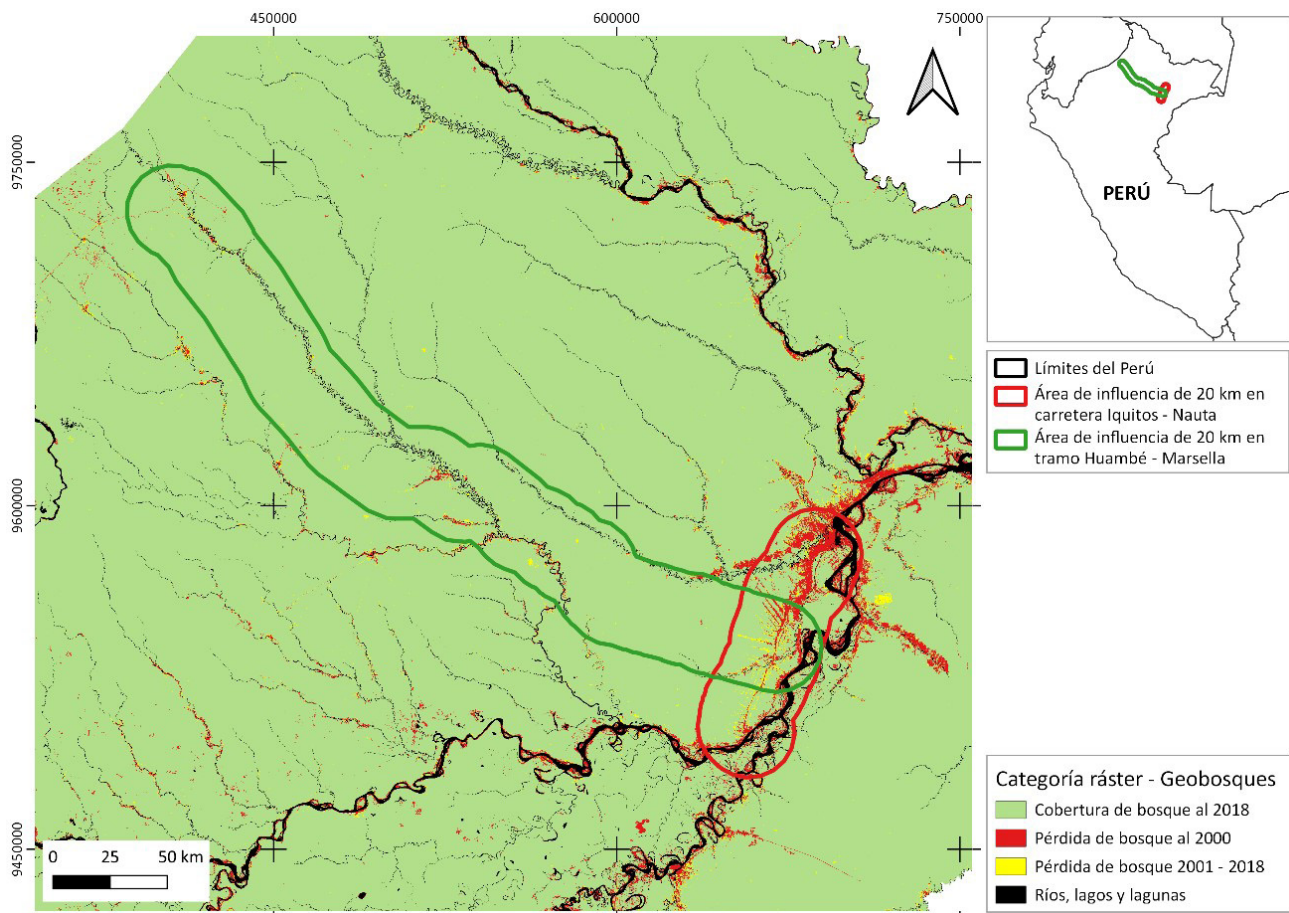 450000
600000
750000
9750000
9600000
9450000
0 25 50 km
PERÚ
Límites del Perú
Área de influencia de 20 km en
carretera Iquitos - Nauta
Área de influencia de 20 km en
tramo Huambé - Marsella
Categoría ráster - Geobosques
Cobertura de bosque al 2018
Pérdida de bosque al 2000
Pérdida de bosque 2001 - 2018
Ríos, lagos y lagunas